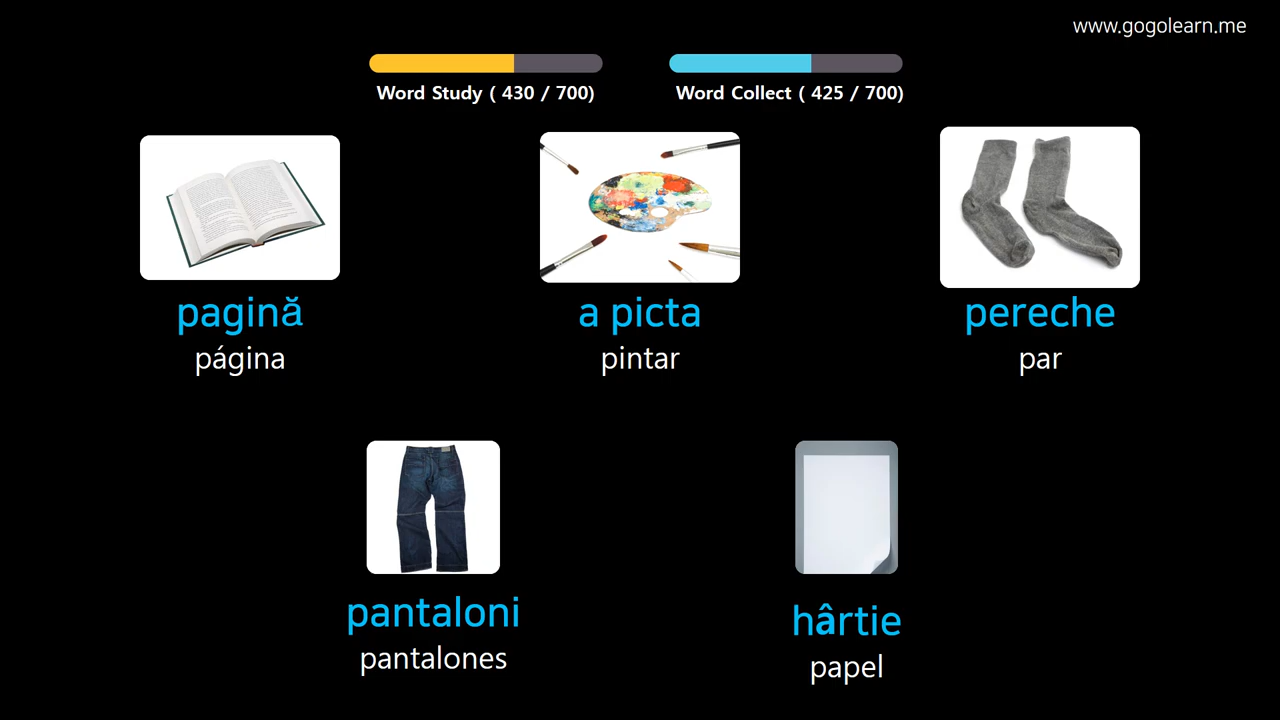 www.gogolearn.me
Word Study ( 430 / 700)
Word Collect ( 425 / 700)
pagină
página
a picta
pintar
pereche
par
pantaloni
pantalones
hârtie
papel